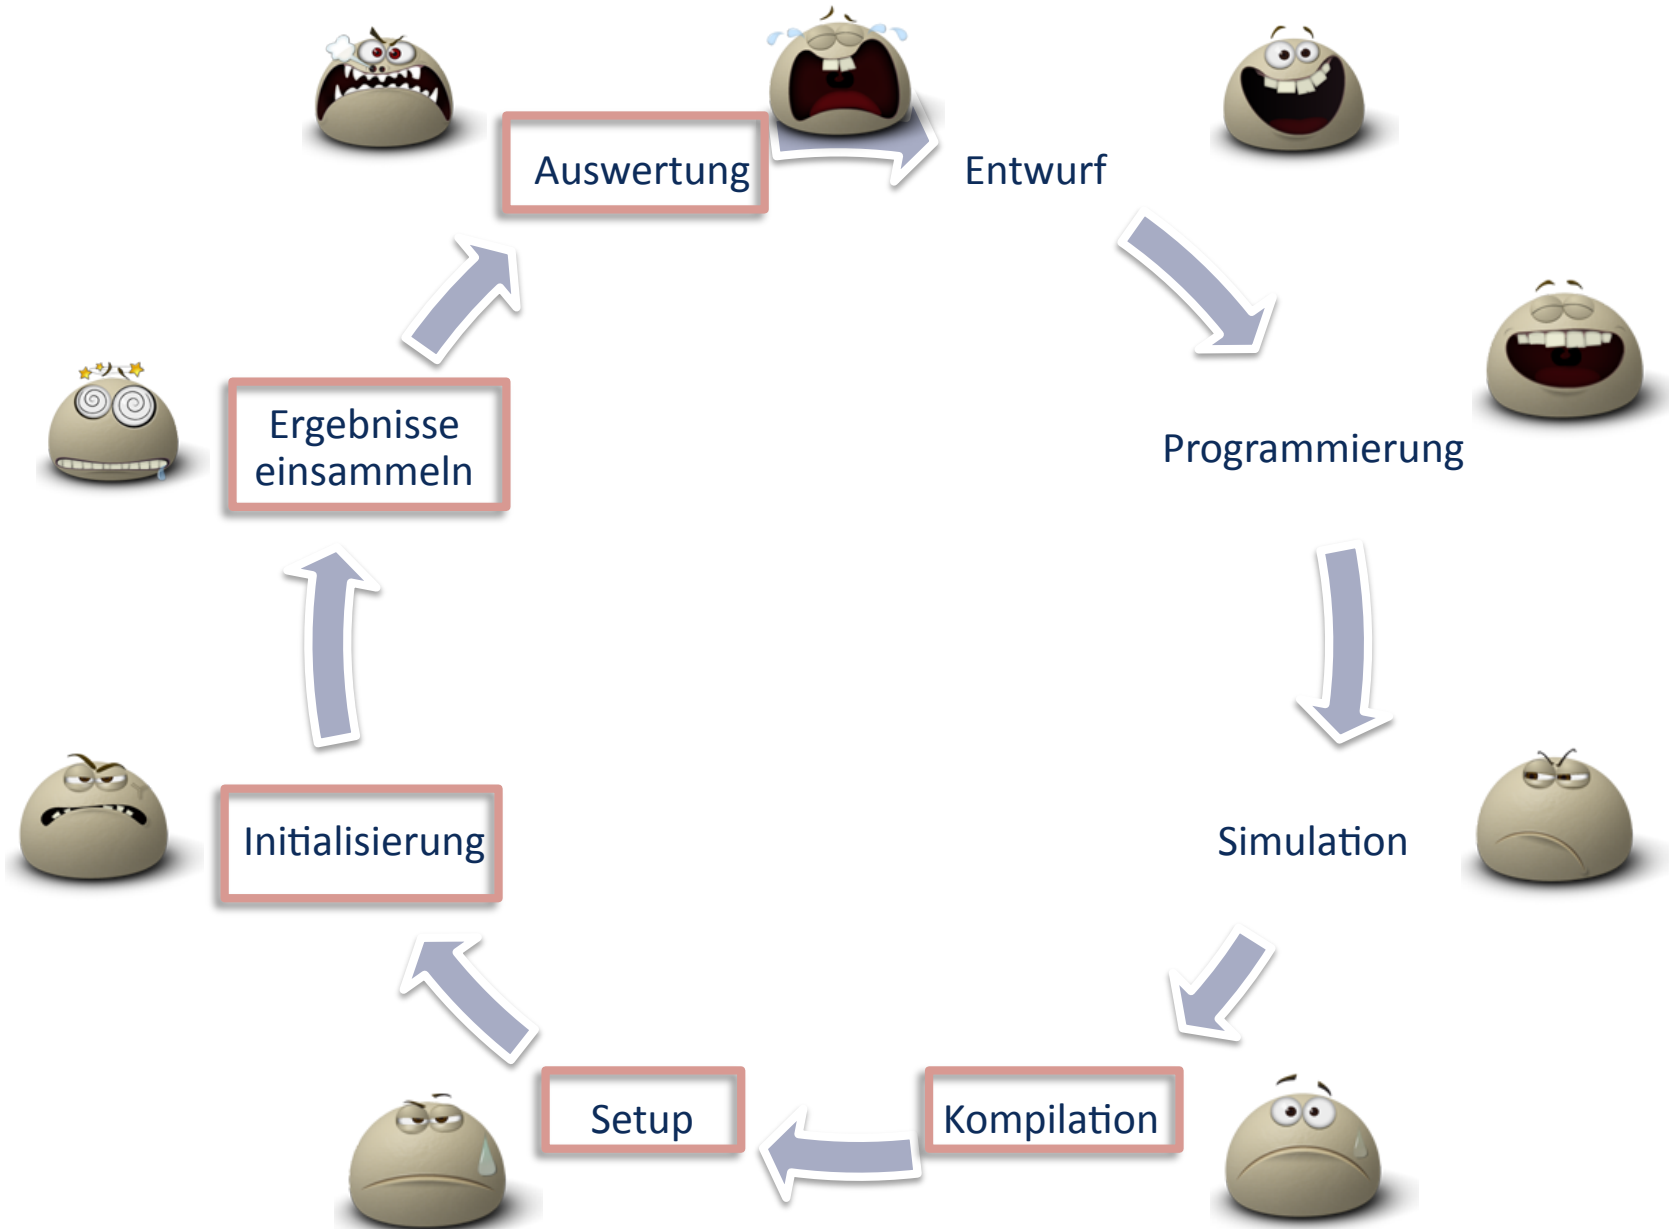 Auswertung
Entwurf
Programmierung
Simulation
Kompilation
Setup
Initialisierung
Ergebnisse
einsammeln